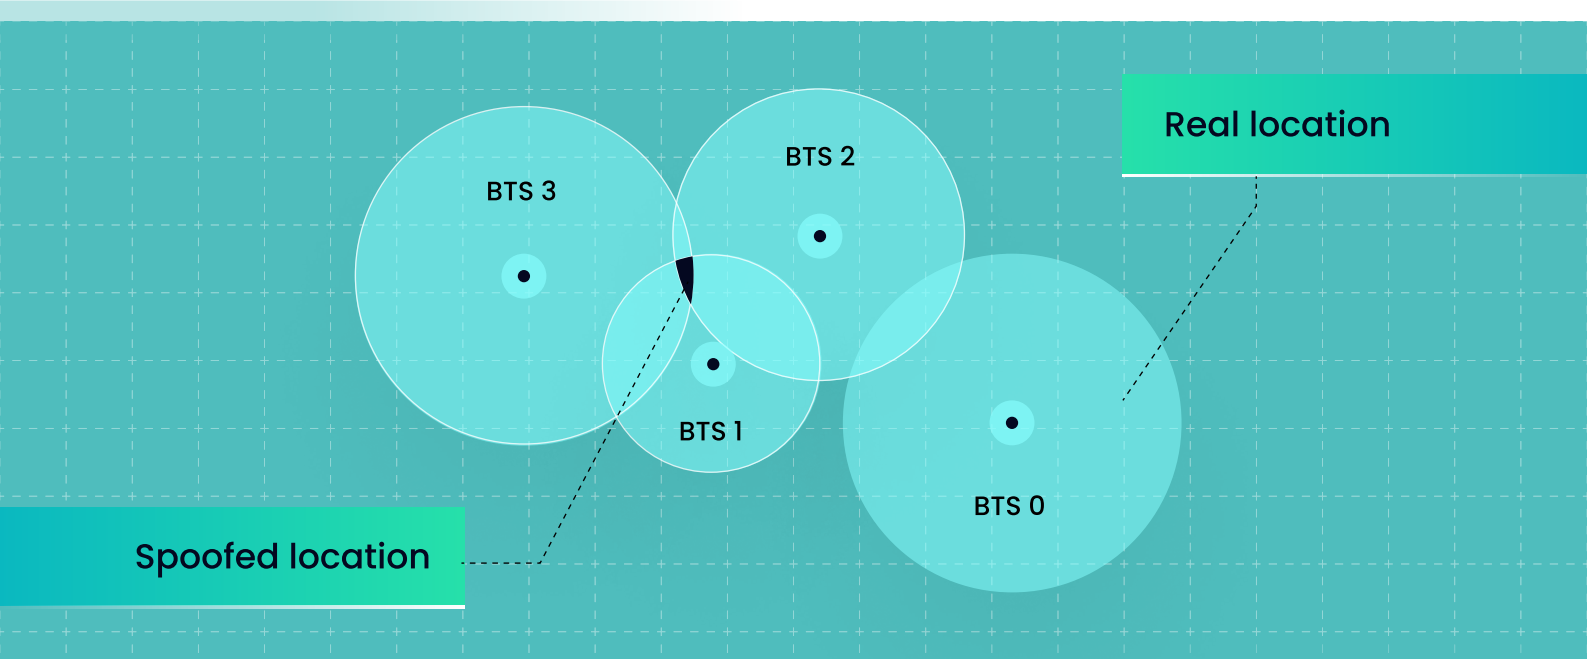 Real location
BTS 2
BTS 3
BTS 1
BTS 0
Spoofed location